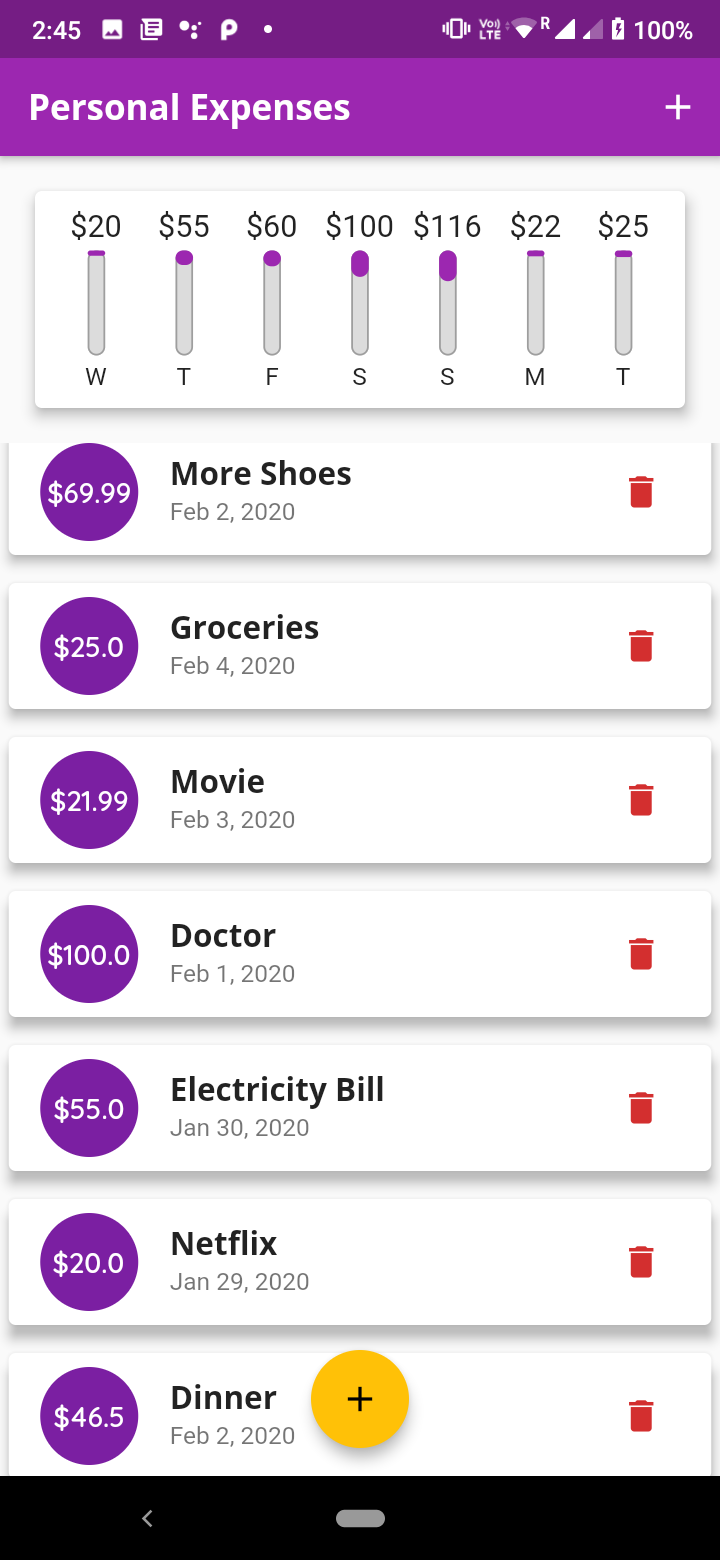 2:45 Vo)) LTE R 100%
Personal Expenses +
$20 $55 $60 $100 $116 $22 $25
W T F S S M T
$69.99 More Shoes
Feb 2, 2020
$25.0 Groceries
Feb 4, 2020
$21.99 Movie
Feb 3, 2020
$100.0 Doctor
Feb 1, 2020
$55.0 Electricity Bill
Jan 30, 2020
$20.0 Netflix
Jan 29, 2020
$46.5 Dinner
Feb 2, 2020
+